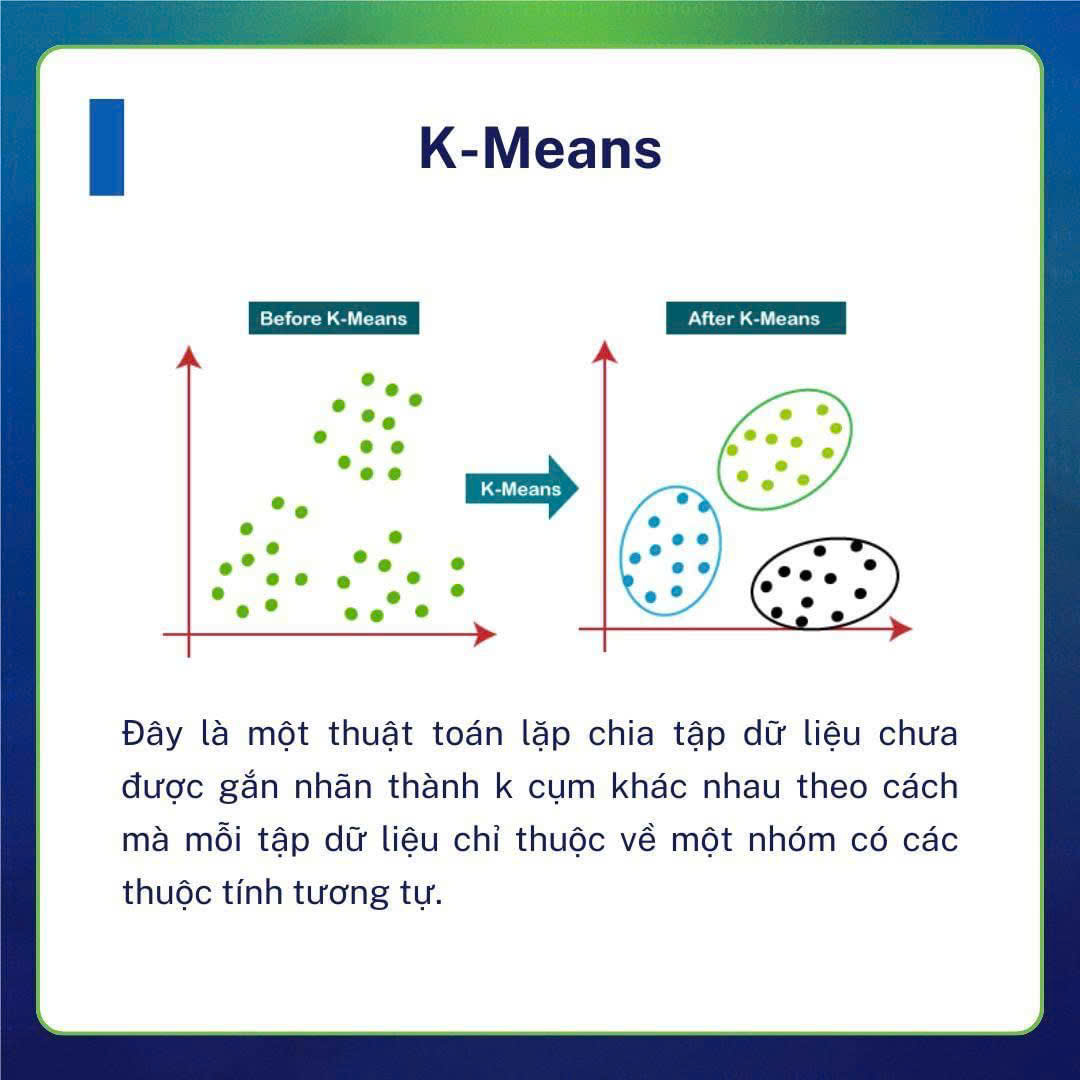 K-Means
Before K-Means
After K-Means
K-Means
Đây là một thuật toán lặp chia tập dữ liệu chưa
được gắn nhãn thành k cụm khác nhau theo cách
mà mỗi tập dữ liệu chỉ thuộc về một nhóm có các
thuộc tính tương tự.